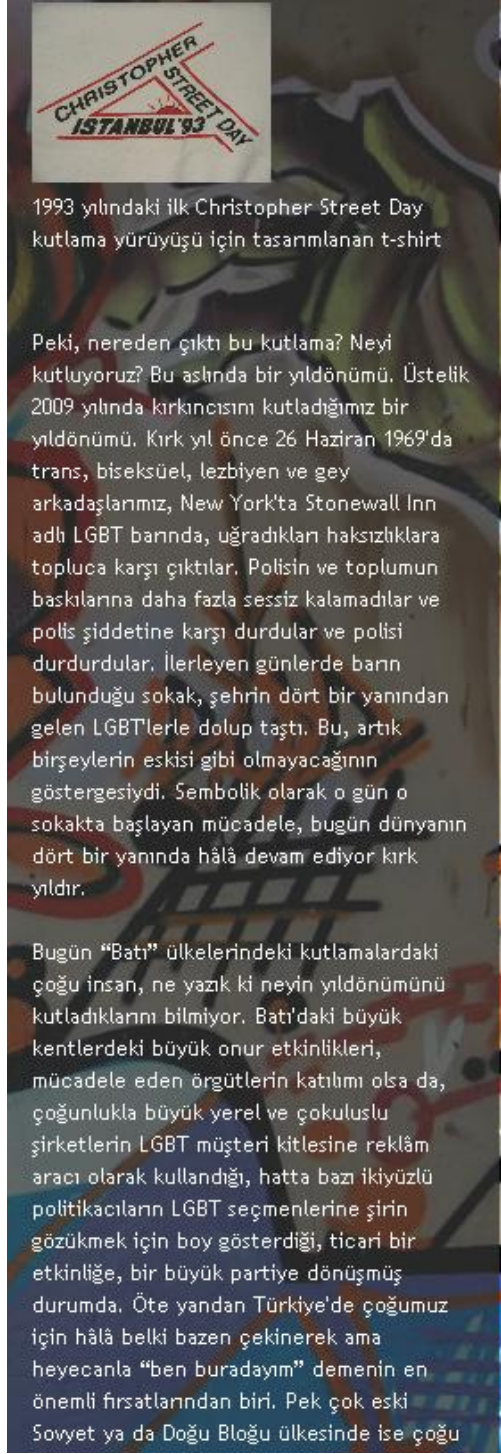 CHRISTOPHER
STREET DAY
ISTANBUL'93
1993 yılındaki ilk Christopher Street Day
kutlama yürüyüşü için tasarımlanan t-shirt
Peki, nereden çıktı bu kutlama? Neyi
kutluyoruz? Bu aslında bir yıldönümü. Üstelik
2009 yılında kırkıncısını kutladığımız bir
yıldönümü. Kırk yıl önce 26 Haziran 1969'da
trans, biseksüel, lezbiyen ve gey
arkadaşlarımız, New York'ta Stonewall Inn
adlı LGBT barında, uğradıkları haksızlıklara
topluca karşı çıktılar. Polisin ve toplumun
baskılarına daha fazla sessiz kalamadılar ve
polis şiddetine karşı durdular ve polisi
durdurdular. İlerleyen günlerde barın
bulunduğu sokak, şehrin dört bir yanından
gelen LGBT'lerle dolup taştı. Bu, artık
birşeylerin eskisi gibi olmayacağının
göstergesiydi. Sembolik olarak o gün o
sokakta başlayan mücadele, bugün dünyanın
dört bir yanında hâlâ devam ediyor kırk
yıldır.
Bugün “Batı” ülkelerindeki kutlamalardaki
çoğu insan, ne yazık ki neyin yıldönümünü
kutladıklarını bilmiyor. Batı'daki büyük
kentlerdeki büyük onur etkinlikleri,
mücadele eden örgütlerin katılımı olsa da,
çoğunlukla büyük yerel ve çokuluslu
şirketlerin LGBT müşteri kitlesine reklâm
aracı olarak kullandığı, hatta bazı ikiyüzlü
politikacıların LGBT seçmenlerine şirin
gözükmek için boy gösterdiği, ticari bir
etkinliğe, bir büyük partiye dönüşmüş
durumda. Öte yandan Türkiye'de çoğumuz
için hâlâ belki bazen çekinerek ama
heyecanla “ben buradayım” demenin en
önemli fırsatlarından biri. Pek çok eski
Sovyet ya da Doğu Bloğu ülkesinde ise çoğu